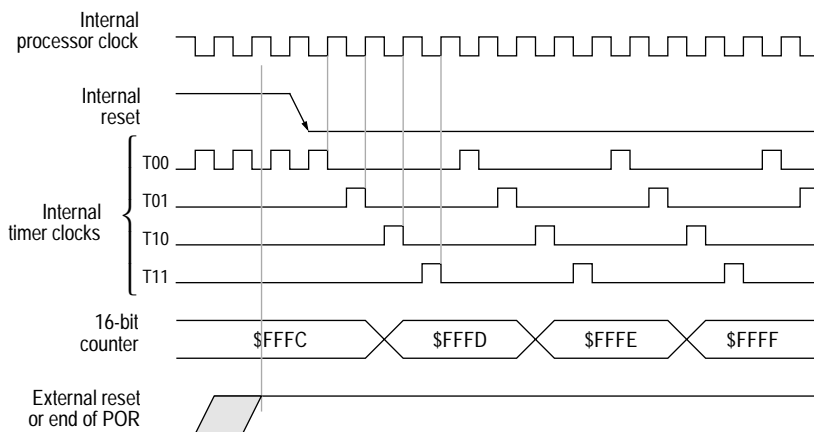 Internal
processor clock
Internal
reset
Internal
timer clocks
T00
T01
T10
T11
16-bit
counter
$FFFC
$FFFD
$FFFE
$FFFF
External reset
or end of POR